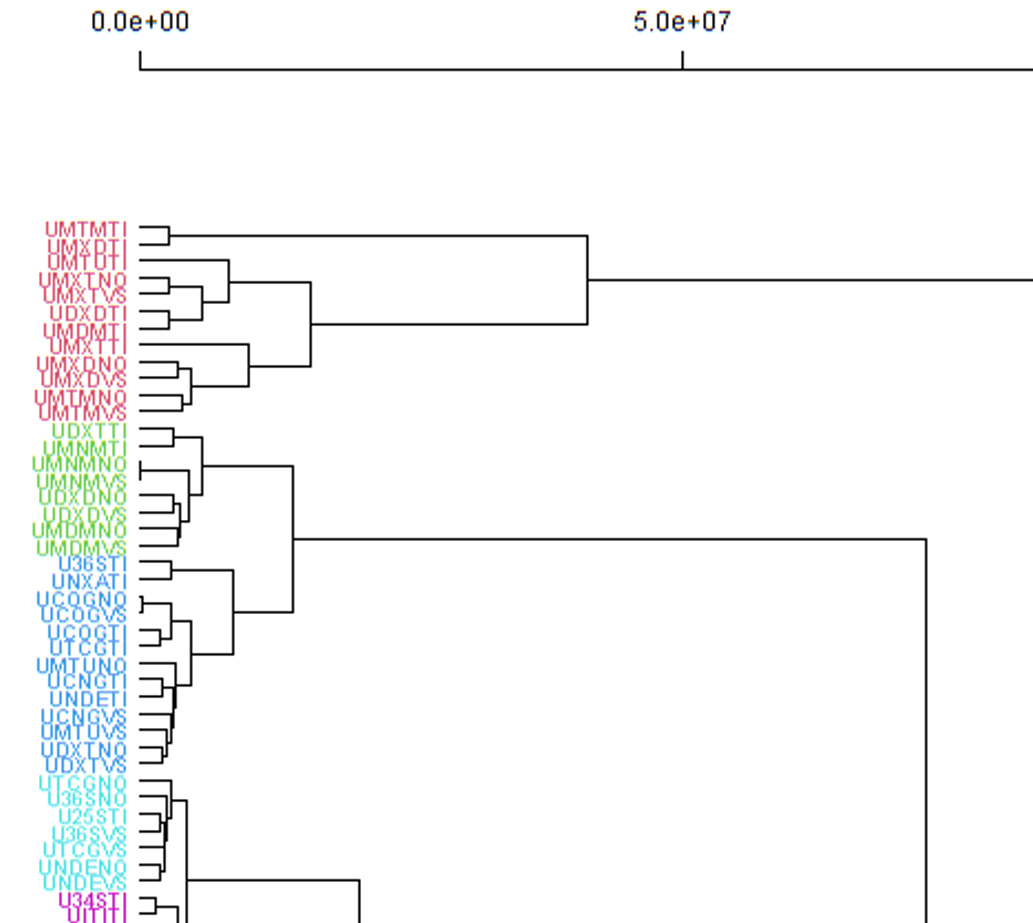 0.0e+00 5.0e+07
UMTMTI
UMXDTI
UMTUTI
UMXTNO
UMXTVS
UDXDTI
UMDMTI
UMXTTI
UMXDNO
UMXDVS
UMTMNO
UMTMVS
UDXTTI
UMNMTI
UMNMNO
UMNMVS
UDXDNO
UDXDVS
UMDMNO
UMDMVS
U36STI
UNXATI
UCOGNO
UCOGVS
UCOGTI
UTCGTI
UMTUNO
UCNGTI
UNDETI
UCNGVS
UMTUVS
UDXTNO
UDXTVS
UTCGNO
U36SNO
U25STI
U36SVS
UTCGVS
UNDENO
UNDEVS
U34STI